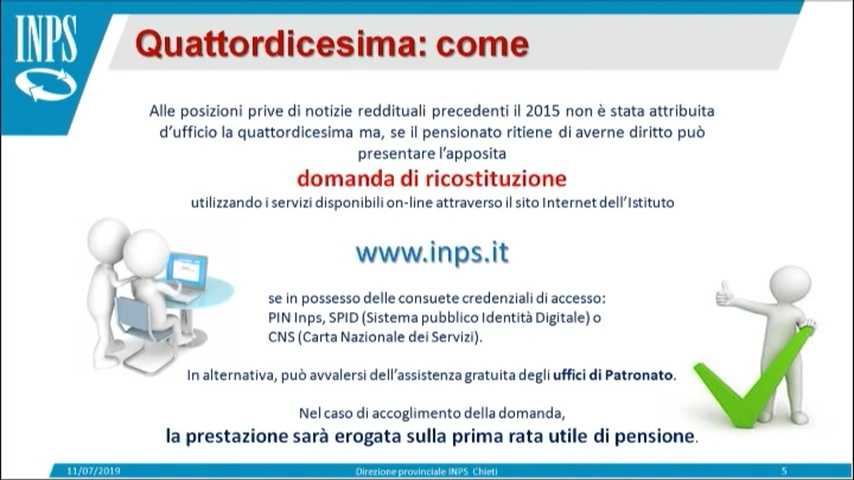 INPS
Quattordicesima: come
Alle posizioni prive di notizie reddituali precedenti il 2015 non è stata attribuita
d'ufficio la quattordicesima ma, se il pensionato ritiene di averne diritto può
presentare l'apposita
domanda di ricostituzione
utilizzando i servizi disponibili on-line attraverso il sito Internet dell'Istituto
www.inps.it
se in possesso delle consuete credenziali di accesso:
PIN Inps, SPID (Sistema pubblico Identità Digitale) o
CNS (Carta Nazionale dei Servizi).
In alternativa, può avvalersi dell'assistenza gratuita degli uffici di Patronato.
Nel caso di accoglimento della domanda,
la prestazione sarà erogata sulla prima rata utile di pensione.
11/07/2019
Direzione provinciale INPS Chieti
5